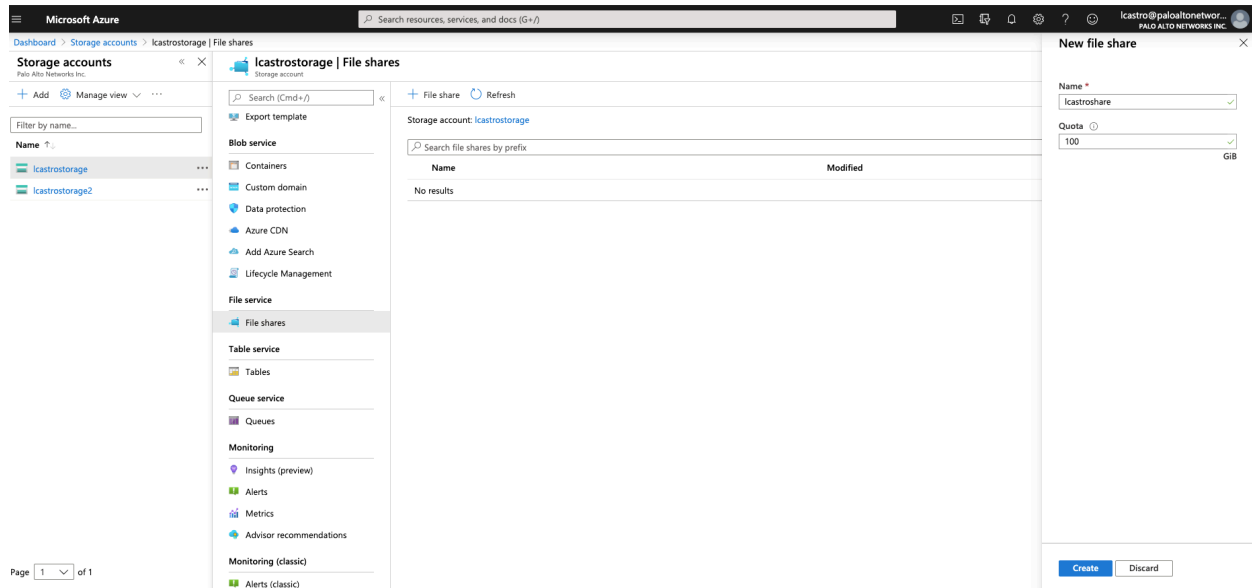 Microsoft Azure
Search resources, services, and docs (G+/)
lcastro@paloaltonetwor...
PALO ALTO NETWORKS INC.
Dashboard > Storage accounts > lcastrostorage | File shares
Storage accounts
Palo Alto Networks Inc.
+ Add
Manage view
Filter by name...
Name ↑
lcastrostorage
lcastrostorage2
Page 1 of 1
lcastrostorage | File shares
Storage account
Search (Cmd+/)
Export template
Blob service
Containers
Custom domain
Data protection
Azure CDN
Add Azure Search
Lifecycle Management
File service
File shares
Table service
Tables
Queue service
Queues
Monitoring
Insights (preview)
Alerts
Metrics
Advisor recommendations
Monitoring (classic)
Alerts (classic)
+ File share
Refresh
Storage account: lcastrostorage
Search file shares by prefix
Name Modified
No results
New file share
Name *
lcastroshare
Quota
100
GiB
Create
Discard